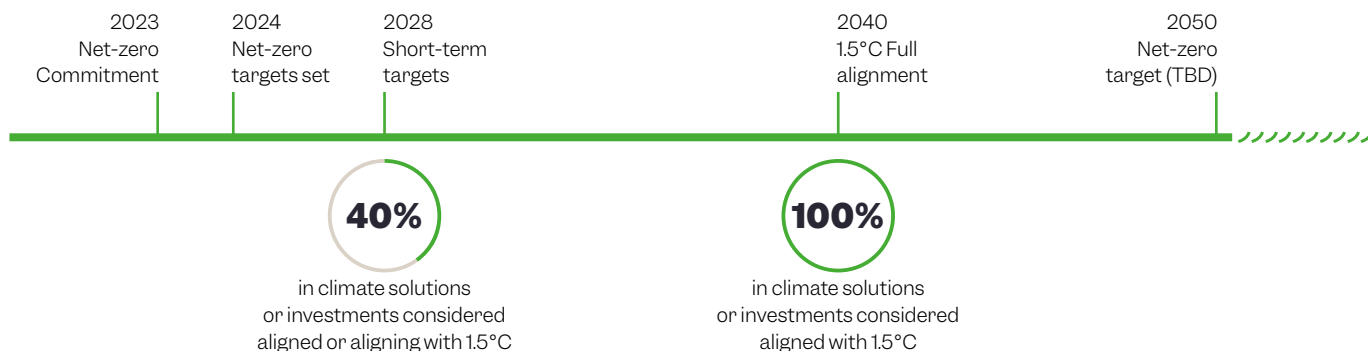 2023
Net-zero
Commitment
2024
Net-zero
targets set
2028
Short-term
targets
2040
1.5°C Full
alignment
2050
Net-zero
target (TBD)
40%
in climate solutions
or investments considered
aligned or aligning with 1.5°C
100%
in climate solutions
or investments considered
aligned with 1.5°C